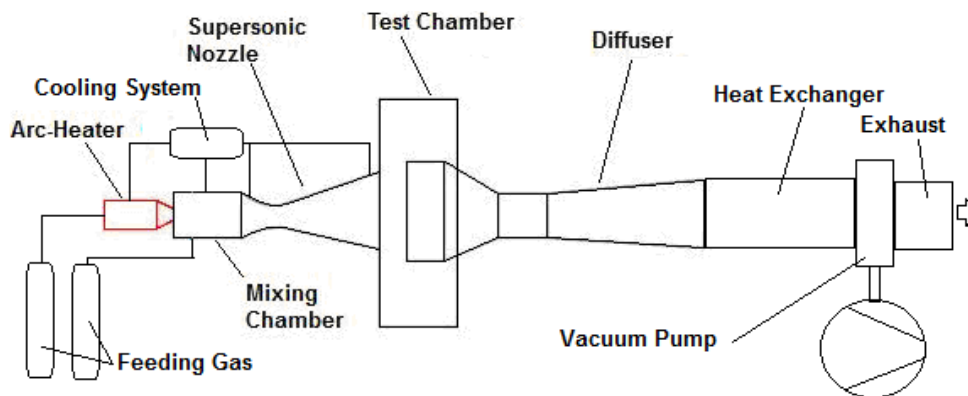 Test Chamber
Supersonic
Nozzle
Diffuser
Cooling System
Heat Exchanger
Arc-Heater
Exhaust
Mixing
Chamber
Vacuum Pump
Feeding Gas